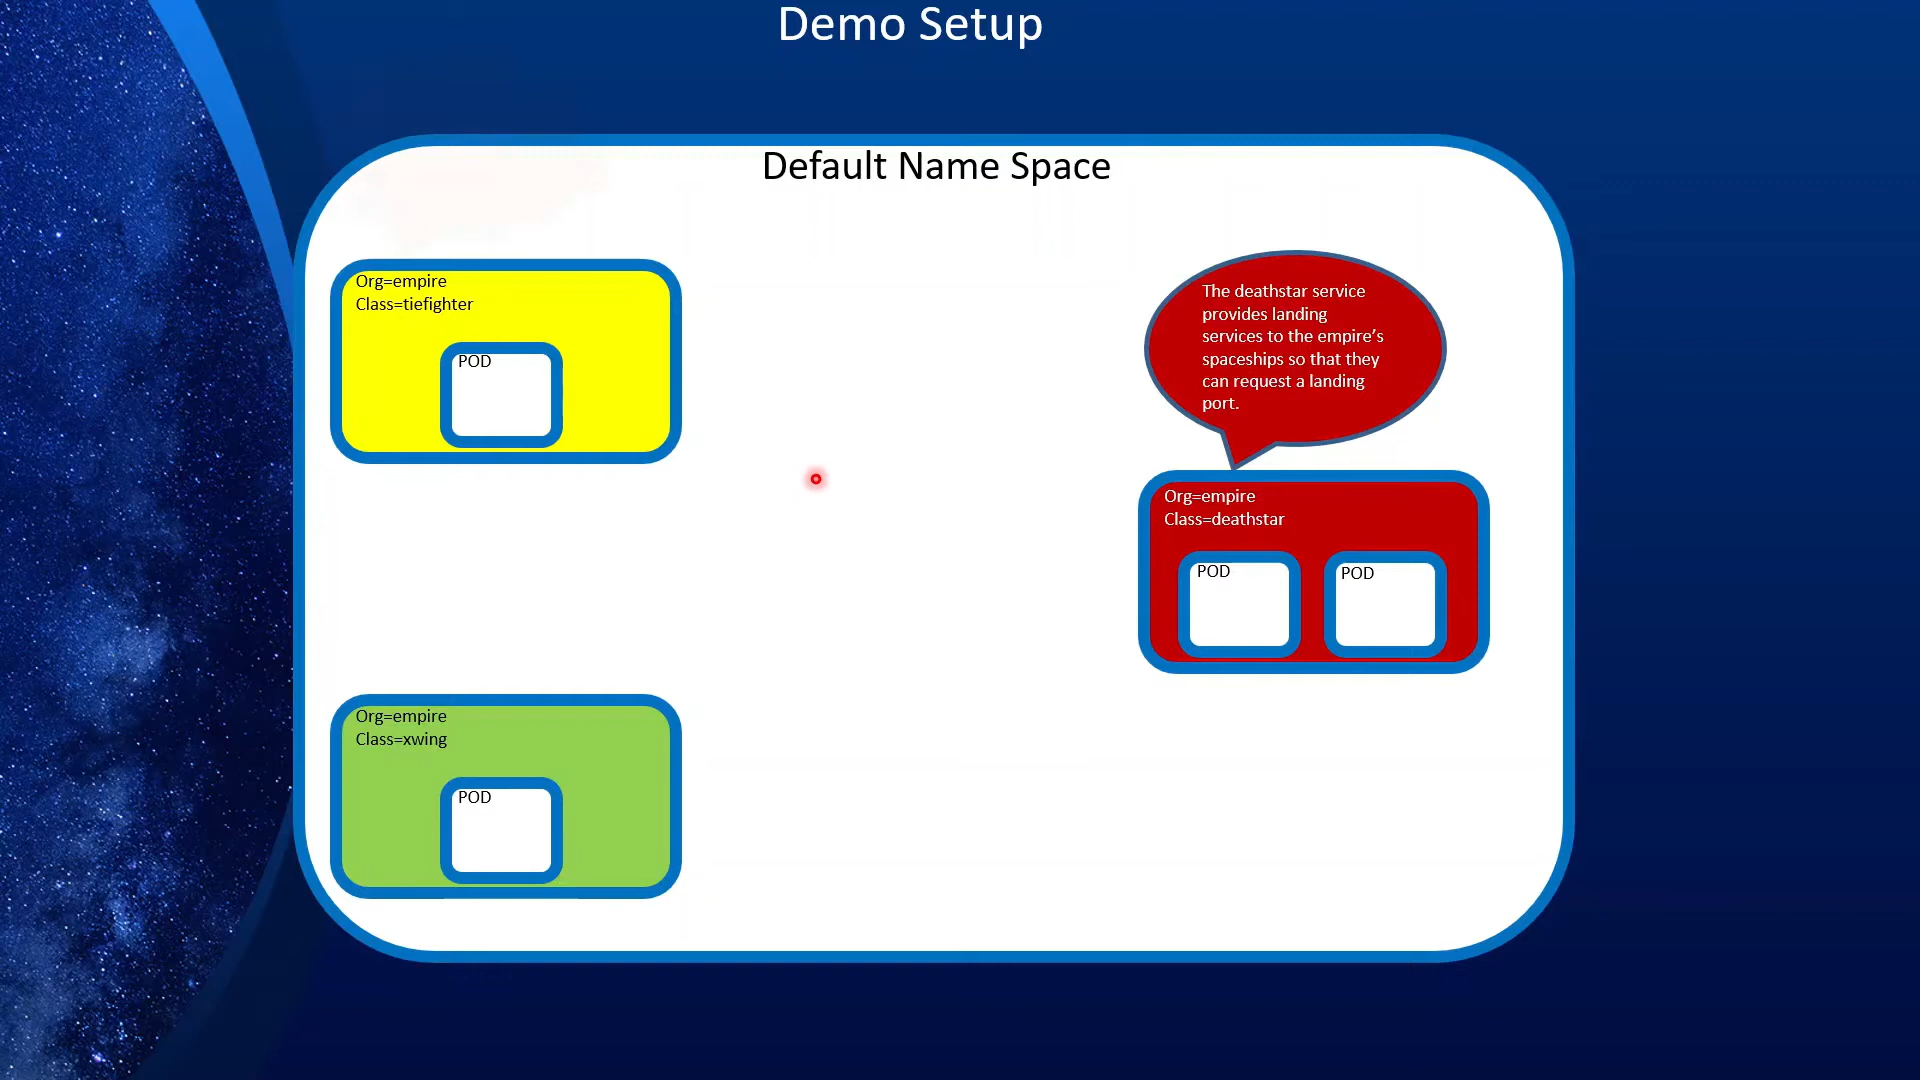 Demo Setup
Default Name Space
Org=empire
Class=tiefighter
POD
The deathstar service
provides landing
services to the empire’s
spaceships so that they
can request a landing
port.
Org=empire
Class=deathstar
POD
POD
Org=empire
Class=xwing
POD